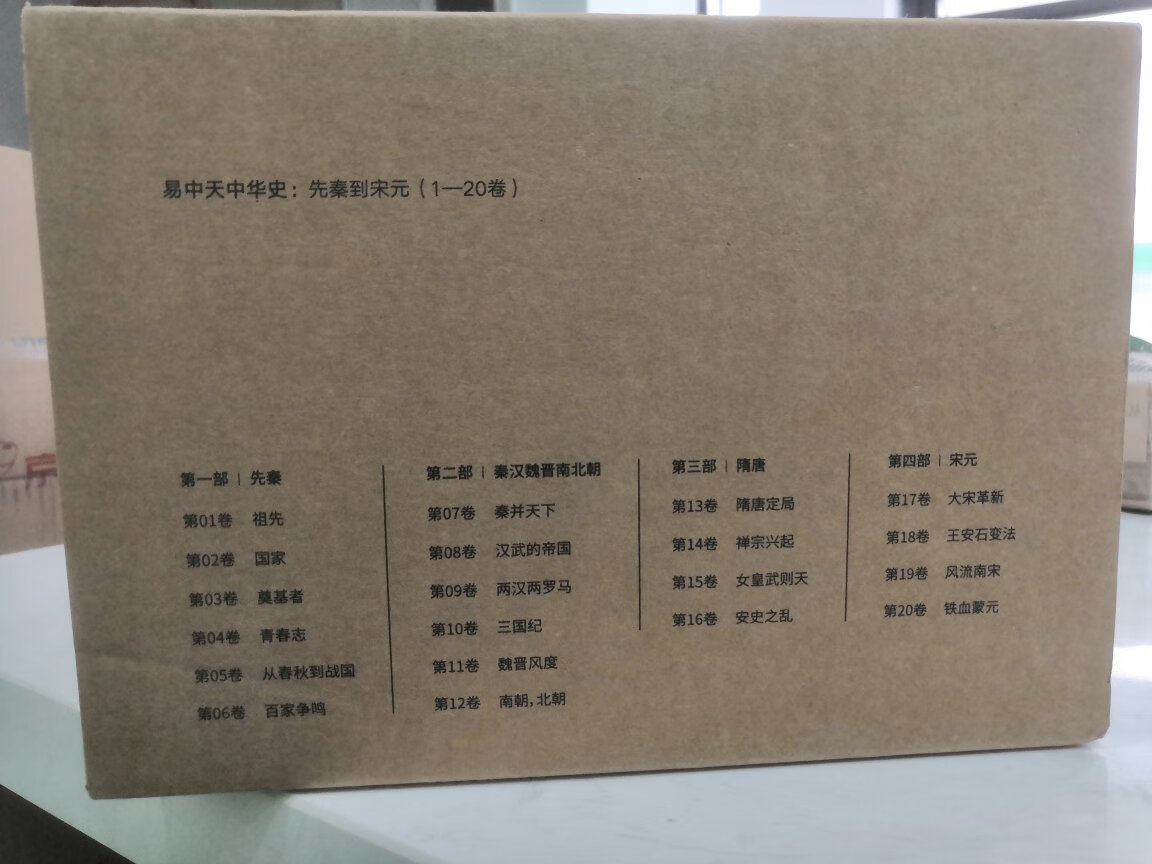 易中天中华史：先秦到宋元（1—20卷）
第一部｜先秦
第01卷 祖先
第02卷 国家
第03卷 奠基者
第04卷 青春志
第05卷 从春秋到战国
第06卷 百家争鸣
第二部｜秦汉魏晋南北朝
第07卷 秦并天下
第08卷 汉武的帝国
第09卷 两汉两罗马
第10卷 三国纪
第11卷 魏晋风度
第12卷 南朝，北朝
第三部｜隋唐
第13卷 隋唐定局
第14卷 禅宗兴起
第15卷 女皇武则天
第16卷 安史之乱
第四部｜宋元
第17卷 大宋革新
第18卷 王安石变法
第19卷 风流南宋
第20卷 铁血蒙元